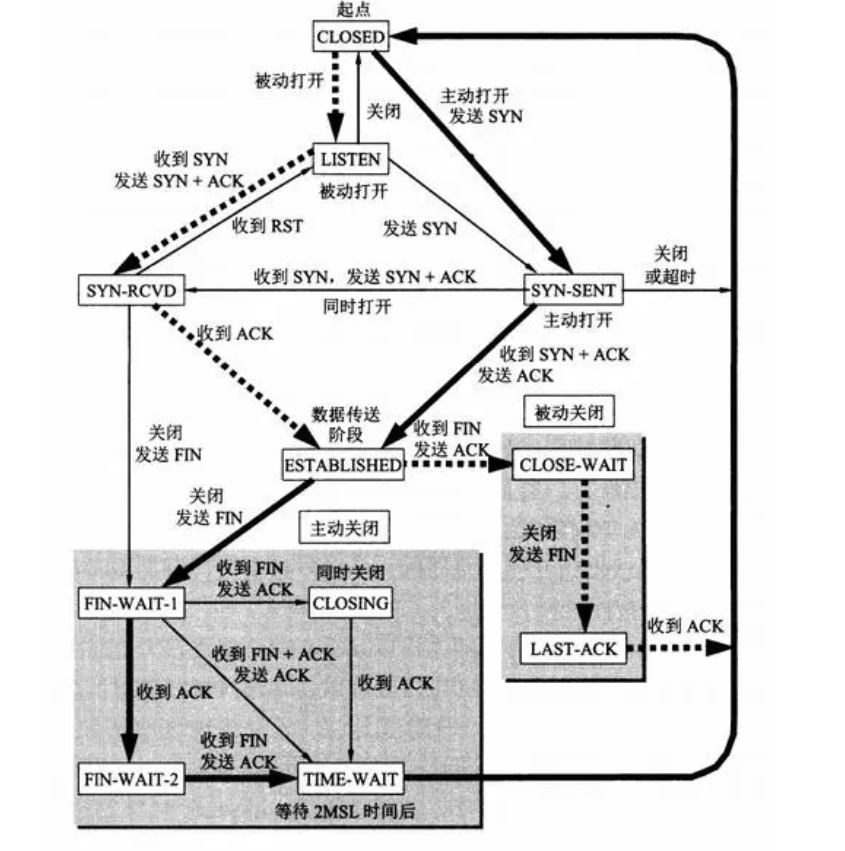 起点
CLOSED
被动打开
关闭
主动打开
发送 SYN
收到 SYN
发送 SYN + ACK
LISTEN
被动打开
收到 RST
发送 SYN
关闭
或超时
收到 SYN，发送 SYN + ACK
SYN-RCVD
SYN-SENT
同时打开
主动打开
收到 ACK
收到 SYN + ACK
发送 ACK
数据传送
阶段
被动关闭
关闭
发送 FIN
收到 FIN
发送 ACK
ESTABLISHED
CLOSE-WAIT
关闭
发送 FIN
主动关闭
关闭
发送 FIN
收到 FIN
发送 ACK
同时关闭
FIN-WAIT-1
CLOSING
LAST-ACK
收到 ACK
收到 FIN + ACK
发送 ACK
收到 ACK
收到 ACK
收到 FIN
发送 ACK
FIN-WAIT-2
TIME-WAIT
等待 2MSL 时间后